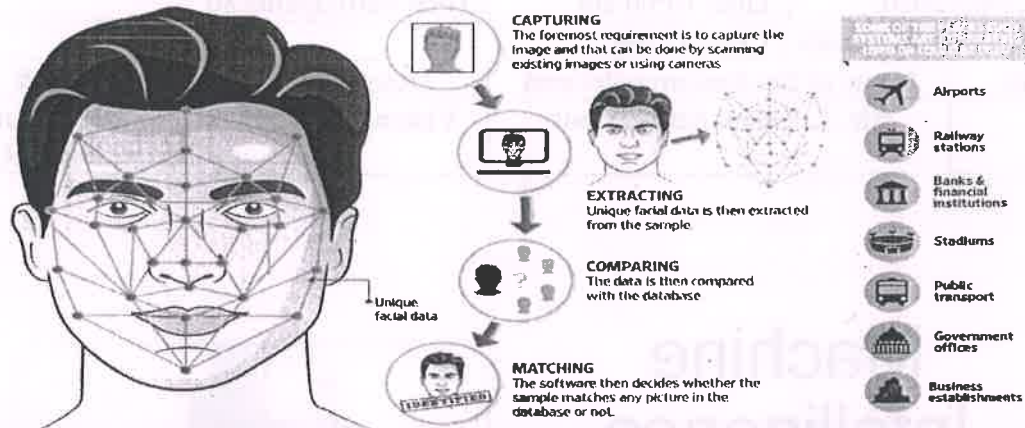 CAPTURING
The foremost requirement is to capture the
image and that can be done by scanning
existing images or using cameras
EXTRACTING
Unique facial data is then extracted
from the sample.
COMPARING
The data is then compared
with the database
Unique
facial data
MATCHING
The software then decides whether the
sample matches any picture in the
database or not.
IDENTIFIED
SOME OF THE
SYSTEMS
Airports
Railway
stations
Banks &
financial
institutions
Stadiums
Public
transport
Government
offices
Business
establishments